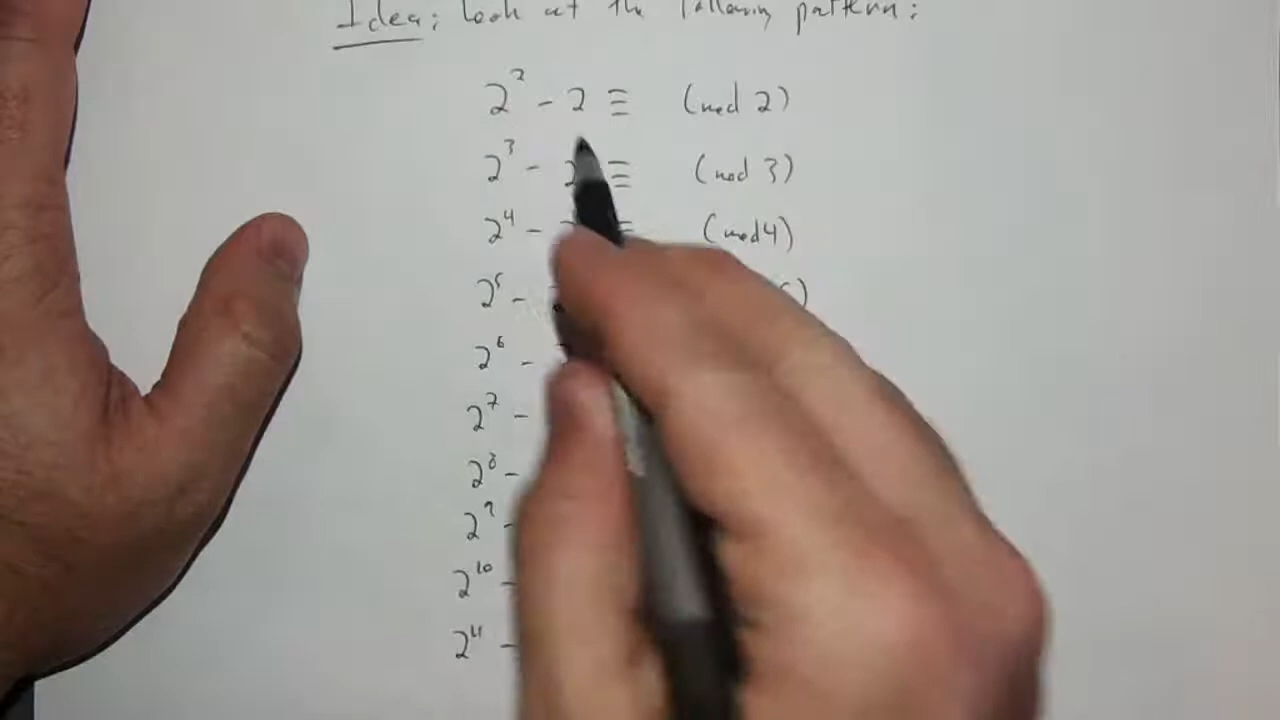 Idea: look at the following pattern:
2² - 2 ≡ (mod 2)
2³ - 2 ≡ (mod 3)
2⁴ - 2 ≡ (mod 4)
2⁵ -
2⁶ -
2⁷ -
2⁸ -
2⁹ -
2¹⁰ -
2¹¹ -